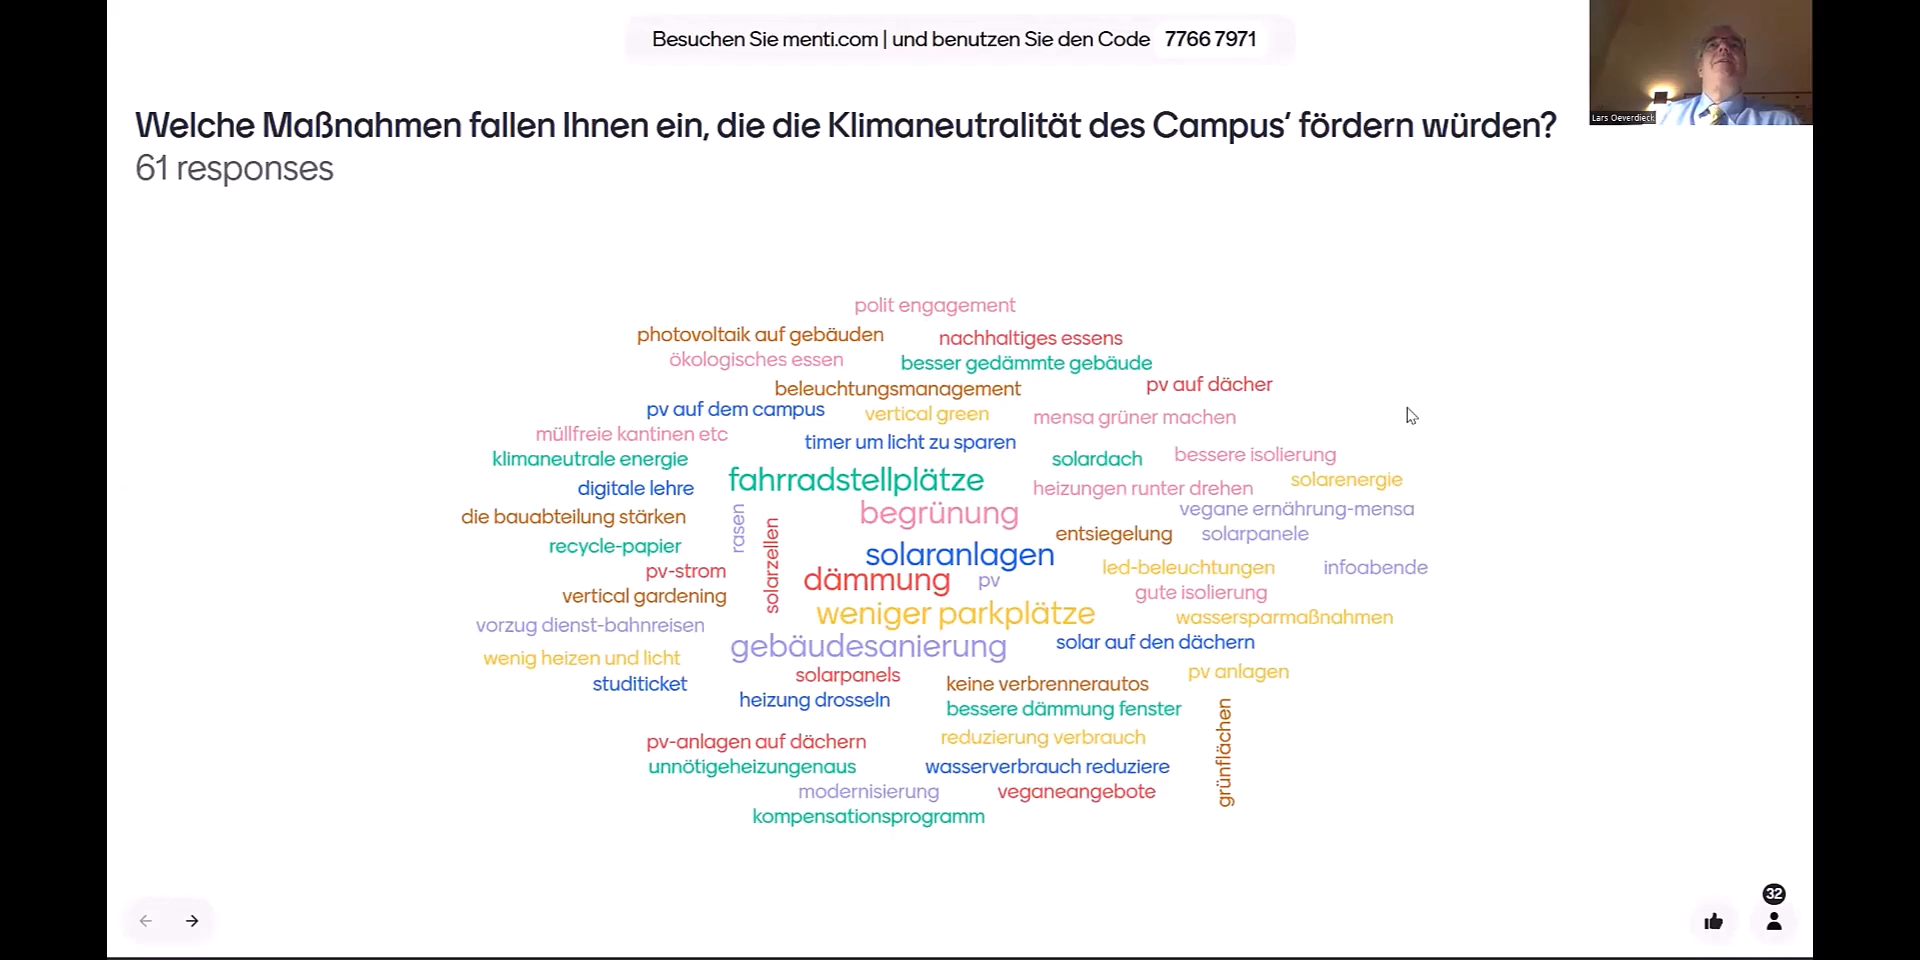 Besuchen Sie menti.com | und benutzen Sie den Code 7766 7971
Lars Oeverdieck
Welche Maßnahmen fallen Ihnen ein, die die Klimaneutralität des Campus’ fördern würden?
61 responses
polit engagement
photovoltaik auf gebäuden
nachhaltiges essens
ökologisches essen
besser gedämmte gebäude
beleuchtungsmanagement
pv auf dächer
pv auf dem campus
vertical green
mensa grüner machen
müllfreie kantinen etc
timer um licht zu sparen
klimaneutrale energie
solardach
bessere isolierung
fahrradstellplätze
solarenergie
digitale lehre
heizungen runter drehen
begrünung
vegane ernährung-mensa
die bauabteilung stärken
rasen
entsiegelung
solarpanele
recycle-papier
solarzellen
solaranlagen
pv-strom
dämmung
pv
led-beleuchtungen
infoabende
vertical gardening
gute isolierung
weniger parkplätze
wassersparmaßnahmen
vorzug dienst-bahnreisen
gebäudesanierung
solar auf den dächern
wenig heizen und licht
solarpanels
pv anlagen
studiticket
keine verbrennerautos
heizung drosseln
bessere dämmung fenster
grünflächen
pv-anlagen auf dächern
reduzierung verbrauch
unnötigeheizungenaus
wasserverbrauch reduziere
modernisierung
veganeangebote
kompensationsprogramm
32